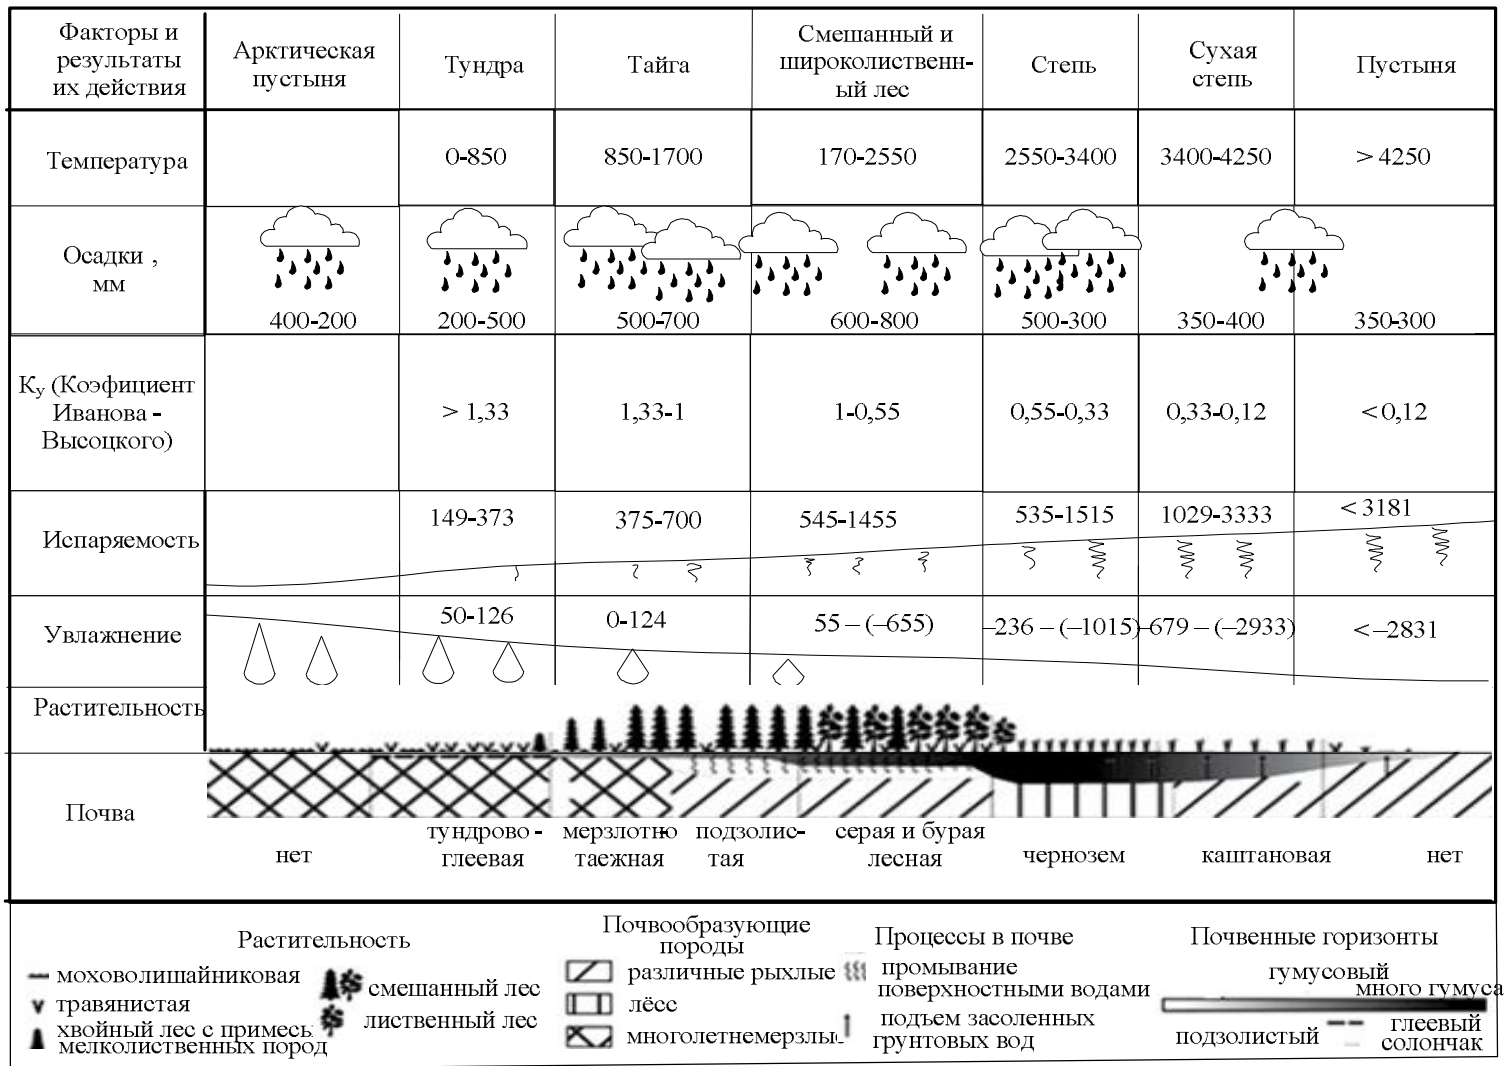 Факторы и
результаты
их действия
Арктическая
пустыня
Тундра
Тайга
Смешанный и
широколиственн-
ый лес
Степь
Сухая
степь
Пустыня
Температура
0-850
850-1700
170-2550
2550-3400
3400-4250
> 4250
Осадки ,
мм
400-200
200-500
500-700
600-800
500-300
350-400
350-300
Kу (Коэфициент
Иванова -
Высоцкого)
> 1,33
1,33-1
1-0,55
0,55-0,33
0,33-0,12
< 0,12
Испаряемость
149-373
375-700
545-1455
535-1515
1029-3333
< 3181
Увлажнение
50-126
0-124
55 – (–655)
–236 – (–1015)
–679 – (–2933)
< –2831
Растительность
Почва
нет
тундрово -
глеевая
мерзлотно -
таежная
подзолис-
тая
серая и бурая
лесная
чернозем
каштановая
нет
Растительность
моховолишайниковая
травянистая
хвойный лес с примесь
мелколиственных пород
смешанный лес
лиственный лес
Почвообразующие
породы
различные рыхлые
лёсс
многолетнемерзлы
Процессы в почве
промывание
поверхностными водами
подъем засоленных
грунтовых вод
Почвенные горизонты
гумусовый
много гумуса
подзолистый
глеевый
солончак